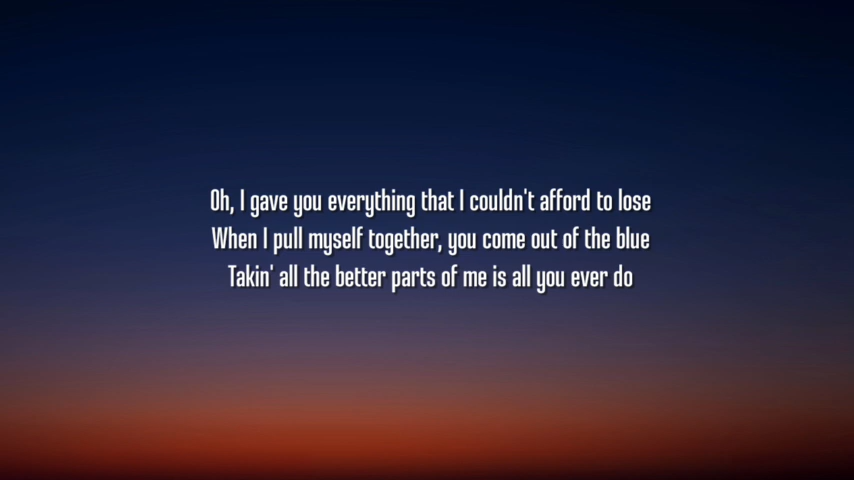 Oh, I gave you everything that I couldn't afford to lose
When I pull myself together, you come out of the blue
Takin' all the better parts of me is all you ever do